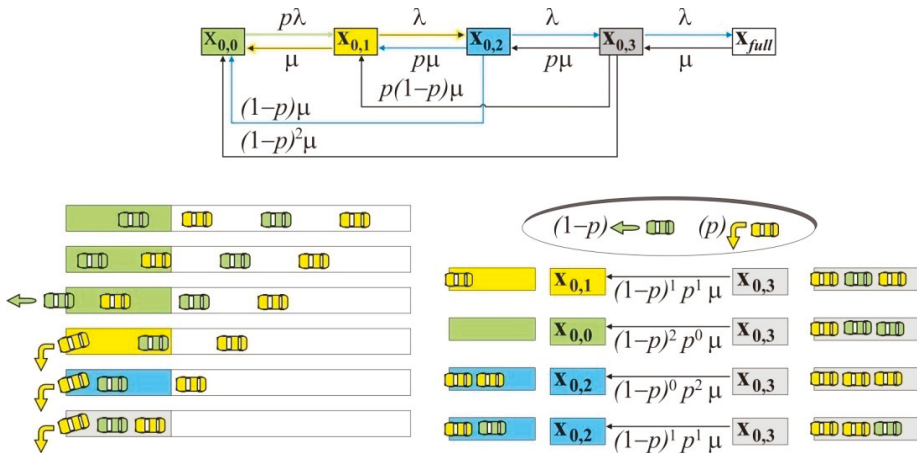 pλ λ λ λ
X₀,₀ x₀,₁ x₀,₂ x₀,₃ x_full
μ pμ pμ μ
p(1−p)μ
(1−p)μ
(1−p)²μ
(1−p) (p)
x₀,₁ (1−p)¹ p¹ μ x₀,₃
x₀,₀ (1−p)² p⁰ μ x₀,₃
x₀,₂ (1−p)⁰ p² μ x₀,₃
x₀,₂ (1−p)¹ p¹ μ x₀,₃